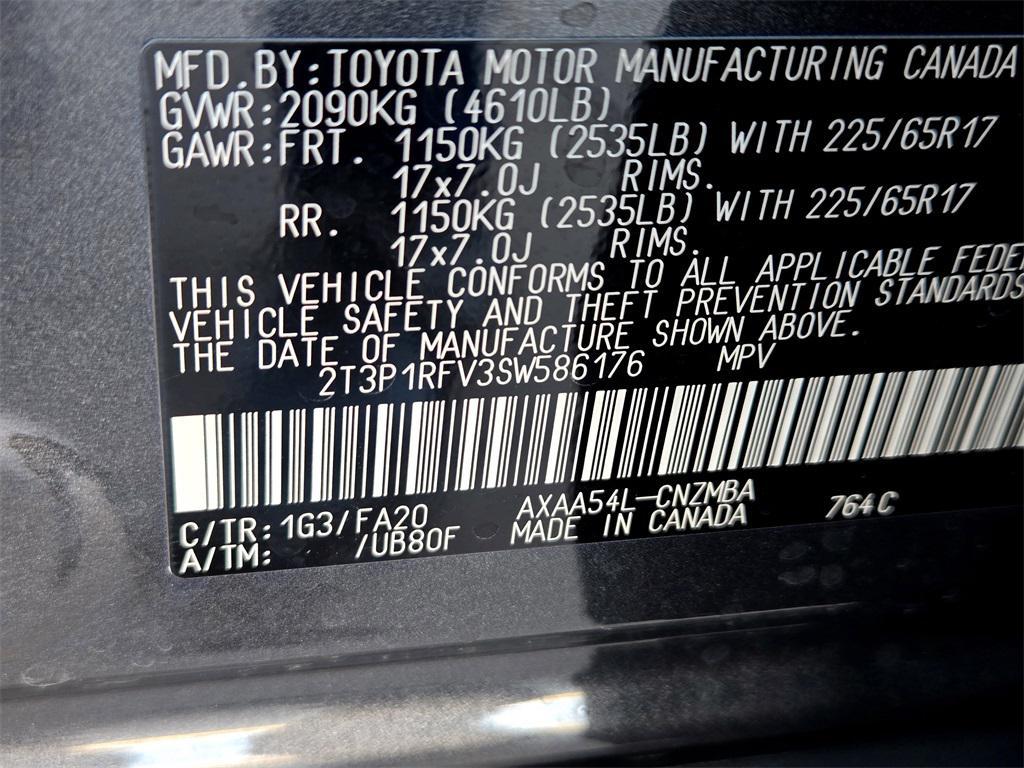 MFD.BY:TOYOTA MOTOR MANUFACTURING CANADA
GVWR:2090KG (4610LB)
GAWR:FRT. 1150KG (2535LB) WITH 225/65R17
17x7.0J RIMS.
RR. 1150KG (2535LB) WITH 225/65R17
17x7.0J RIMS.
THIS VEHICLE CONFORMS TO ALL APPLICABLE FEDE
VEHICLE SAFETY AND THEFT PREVENTION STANDARDS
THE DATE OF MANUFACTURE SHOWN ABOVE.
2T3P1RFV3SW586176 MPV
C/TR:1G3/FA20 AXAA54L-CNZMBA 764C
A/TM: /UB80F MADE IN CANADA